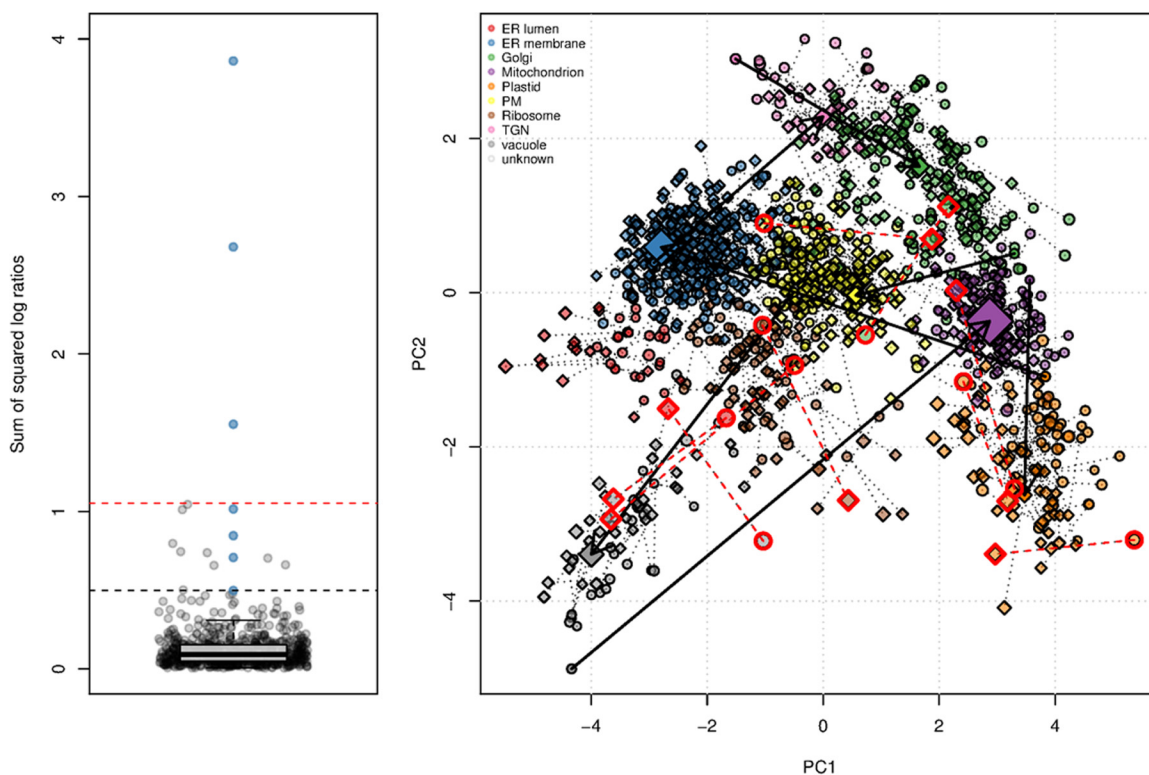 Sum of squared log ratios
4
3
2
1
0
ER lumen
ER membrane
Golgi
Mitochondrion
Plastid
PM
Ribosome
TGN
vacuole
unknown
PC2
2
0
−2
−4
−4
−2
0
2
4
PC1